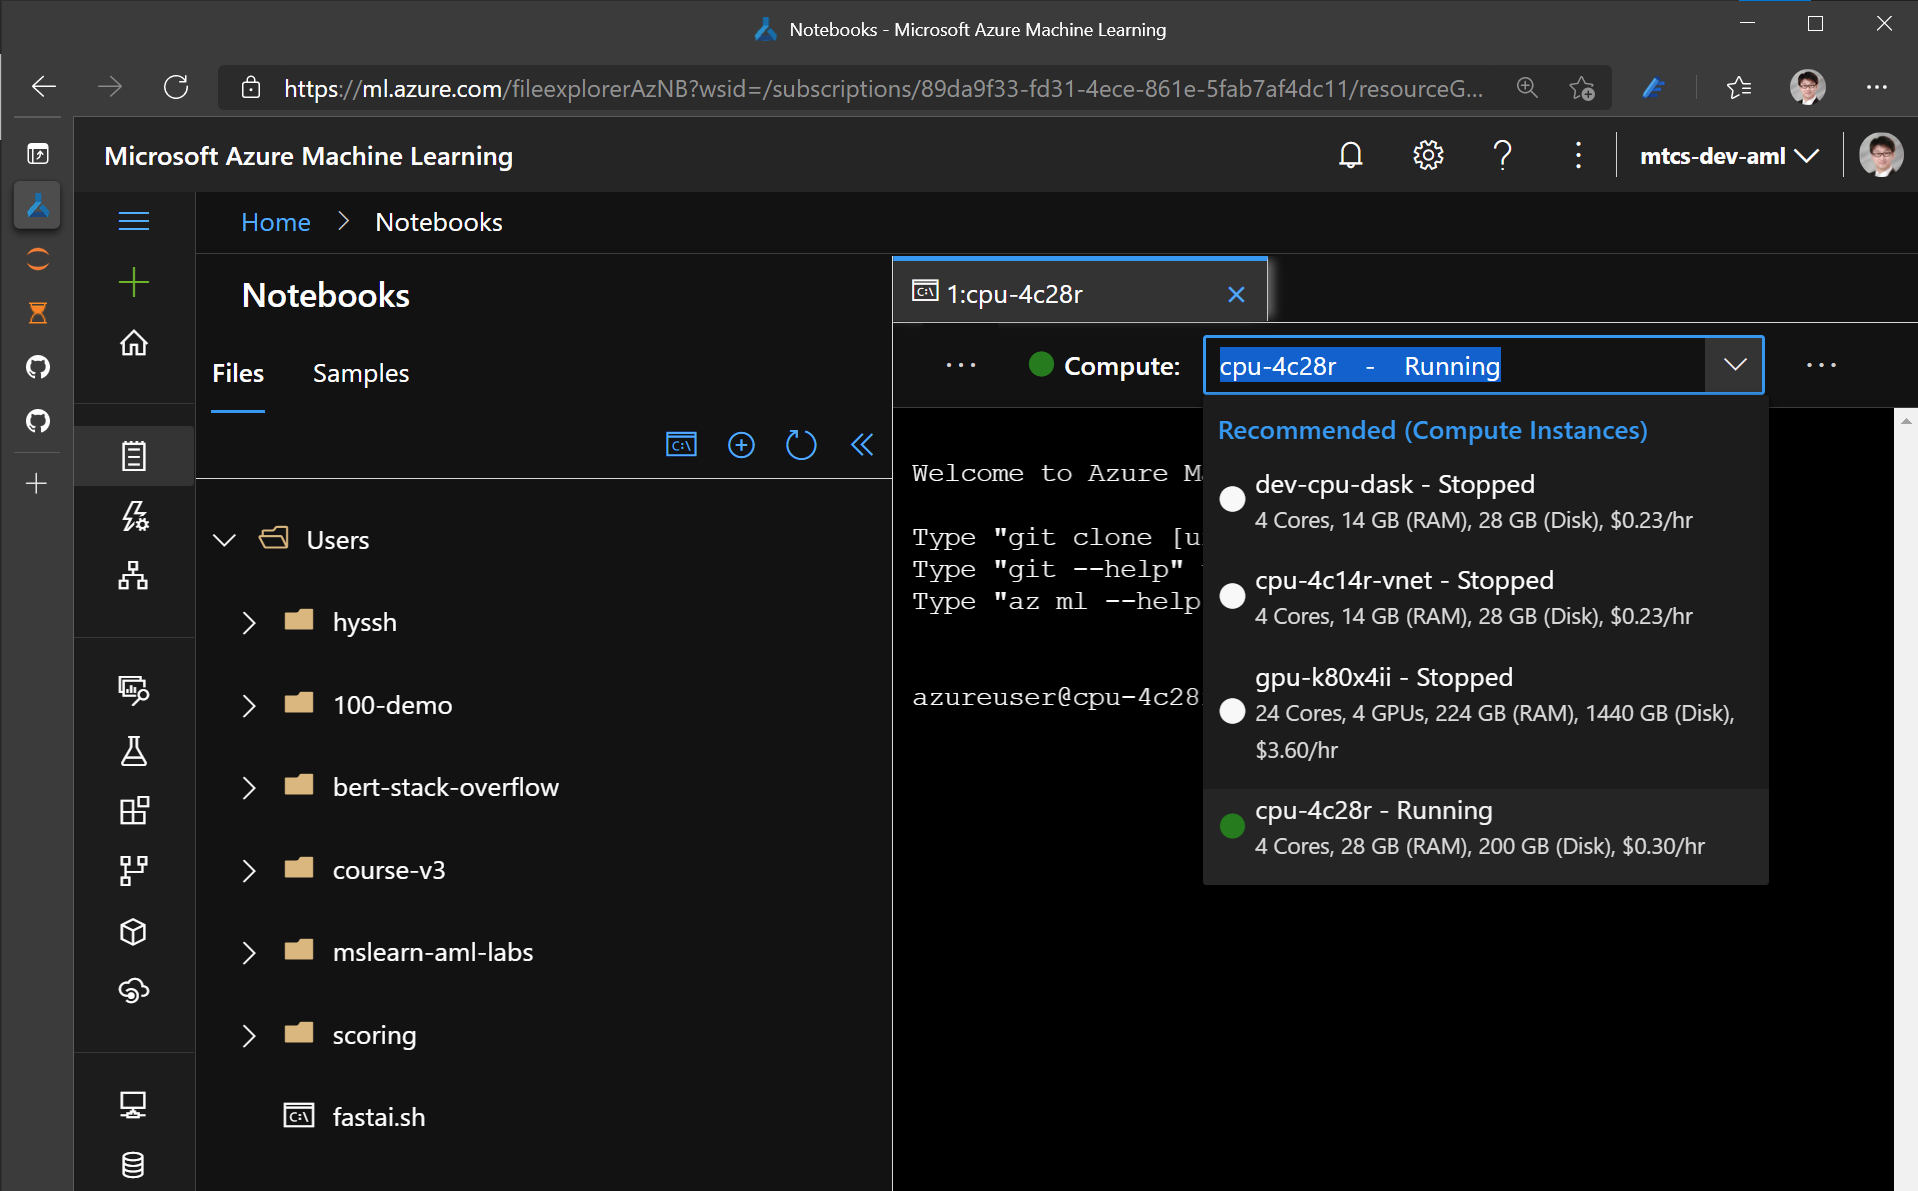 Notebooks - Microsoft Azure Machine Learning
https://ml.azure.com/fileexplorerAzNB?wsid=/subscriptions/89da9f33-fd31-4ece-861e-5fab7af4dc11/resourceG...
Microsoft Azure Machine Learning
mtcs-dev-aml
Home > Notebooks
Notebooks
Files
Samples
Users
hyssh
100-demo
bert-stack-overflow
course-v3
mslearn-aml-labs
scoring
fastai.sh
1:cpu-4c28r
Compute:
cpu-4c28r - Running
Recommended (Compute Instances)
dev-cpu-dask - Stopped
4 Cores, 14 GB (RAM), 28 GB (Disk), $0.23/hr
cpu-4c14r-vnet - Stopped
4 Cores, 14 GB (RAM), 28 GB (Disk), $0.23/hr
gpu-k80x4ii - Stopped
24 Cores, 4 GPUs, 224 GB (RAM), 1440 GB (Disk),
$3.60/hr
cpu-4c28r - Running
4 Cores, 28 GB (RAM), 200 GB (Disk), $0.30/hr
Welcome to Azure M
Type "git clone [u
Type "git --help"
Type "az ml --help
azureuser@cpu-4c28